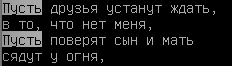 Пусть друзья устанут ждать,
в то, что нет меня,
Пусть поверят сын и мать
сядут у огня,